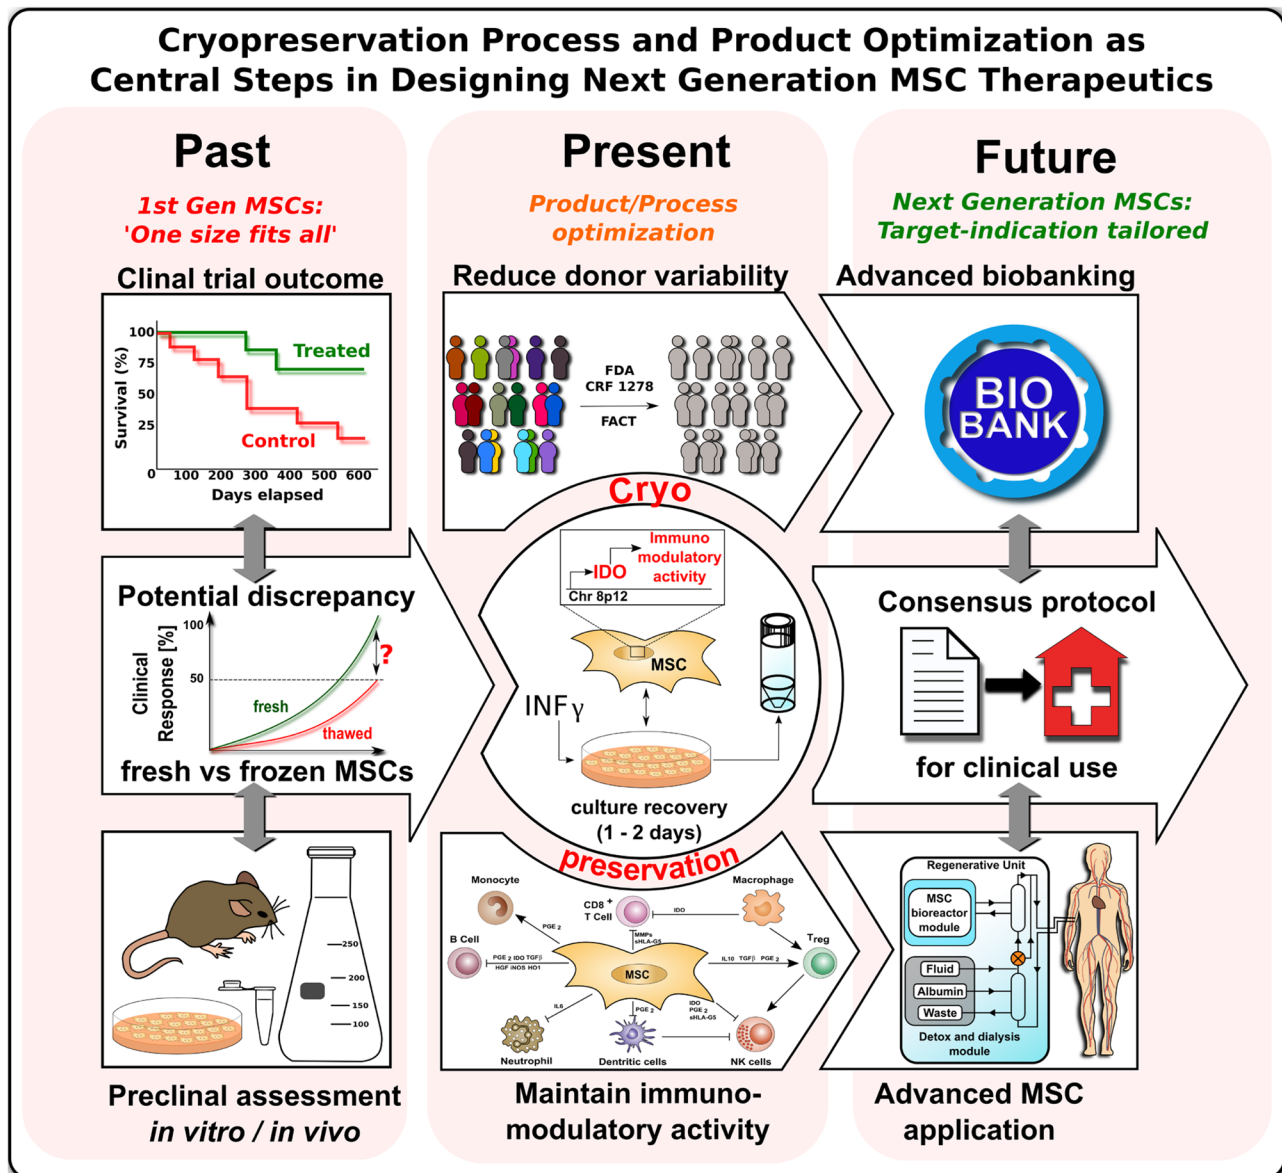 Cryopreservation Process and Product Optimization as
Central Steps in Designing Next Generation MSC Therapeutics
Past
1st Gen MSCs:
'One size fits all'
Clinal trial outcome
Survival (%)
100
75
50
25
0
Treated
Control
100 200 300 400 500 600
Days elapsed
Potential discrepancy
Clinical
Response [%]
100
50
?
fresh
thawed
fresh vs frozen MSCs
250
200
150
100
Preclinal assessment
in vitro / in vivo
Present
Product/Process
optimization
Reduce donor variability
FDA
CRF 1278
FACT
Cryo
Immuno
modulatory
activity
IDO
Chr 8p12
MSC
INF γ
culture recovery
(1 - 2 days)
preservation
Monocyte
CD8 +
T Cell
Macrophage
IDO
PGE 2
MMPs
sHLA-G5
B Cell
Treg
PGE 2 IDO TGFβ
HGF iNOS HO1
MSC
IL10 TGFβ PGE 2
IL6
PGE 2
IDO
PGE 2
sHLA-G5
Neutrophil
Dentritic cells
NK cells
Maintain immuno-
modulatory activity
Future
Next Generation MSCs:
Target-indication tailored
Advanced biobanking
BIO
BANK
Consensus protocol
for clinical use
Regenerative Unit
MSC
bioreactor
module
Fluid
Albumin
Waste
Detox and dialysis
module
Advanced MSC
application